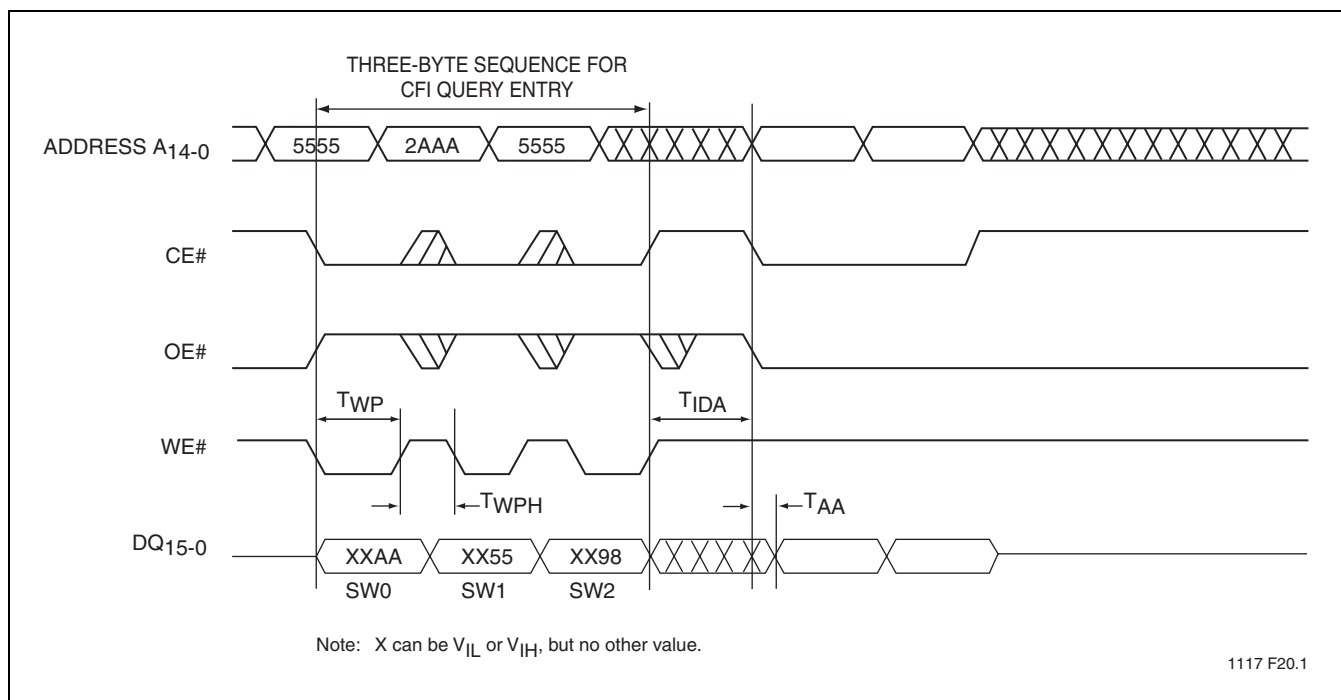 THREE-BYTE SEQUENCE FOR
CFI QUERY ENTRY
ADDRESS A14-0
5555
2AAA
5555
CE#
OE#
TWP
TIDA
WE#
TWPH
TAA
DQ15-0
XXAA
XX55
XX98
SW0
SW1
SW2
Note: X can be VIL or VIH, but no other value.
1117 F20.1